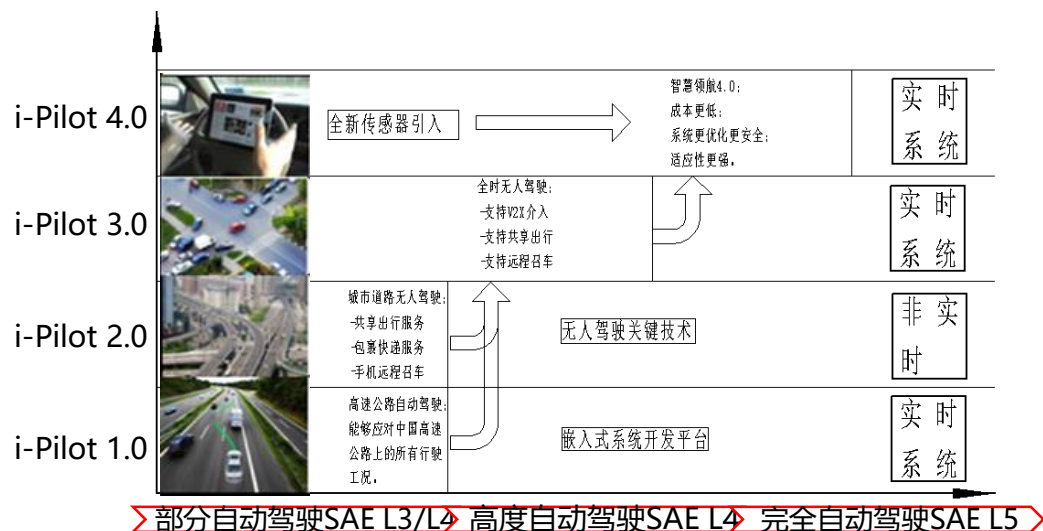 i-Pilot 4.0
全新传感器引入
智慧领航4.0;
成本更低;
系统更优化更安全;
适应性更强。
实时
系统
i-Pilot 3.0
全时无人驾驶:
-支持V2X介入
-支持共享出行
-支持远程召车
实时
系统
i-Pilot 2.0
城市道路无人驾驶:
-共享出行服务
-包裹快递服务
-手机远程召车
无人驾驶关键技术
非实
时
i-Pilot 1.0
高速公路自动驾驶:
能够应对中国高速
公路上的所有行驶
工况。
嵌入式系统开发平台
实时
系统
部分自动驾驶SAE L3/L4
高度自动驾驶SAE L4
完全自动驾驶SAE L5